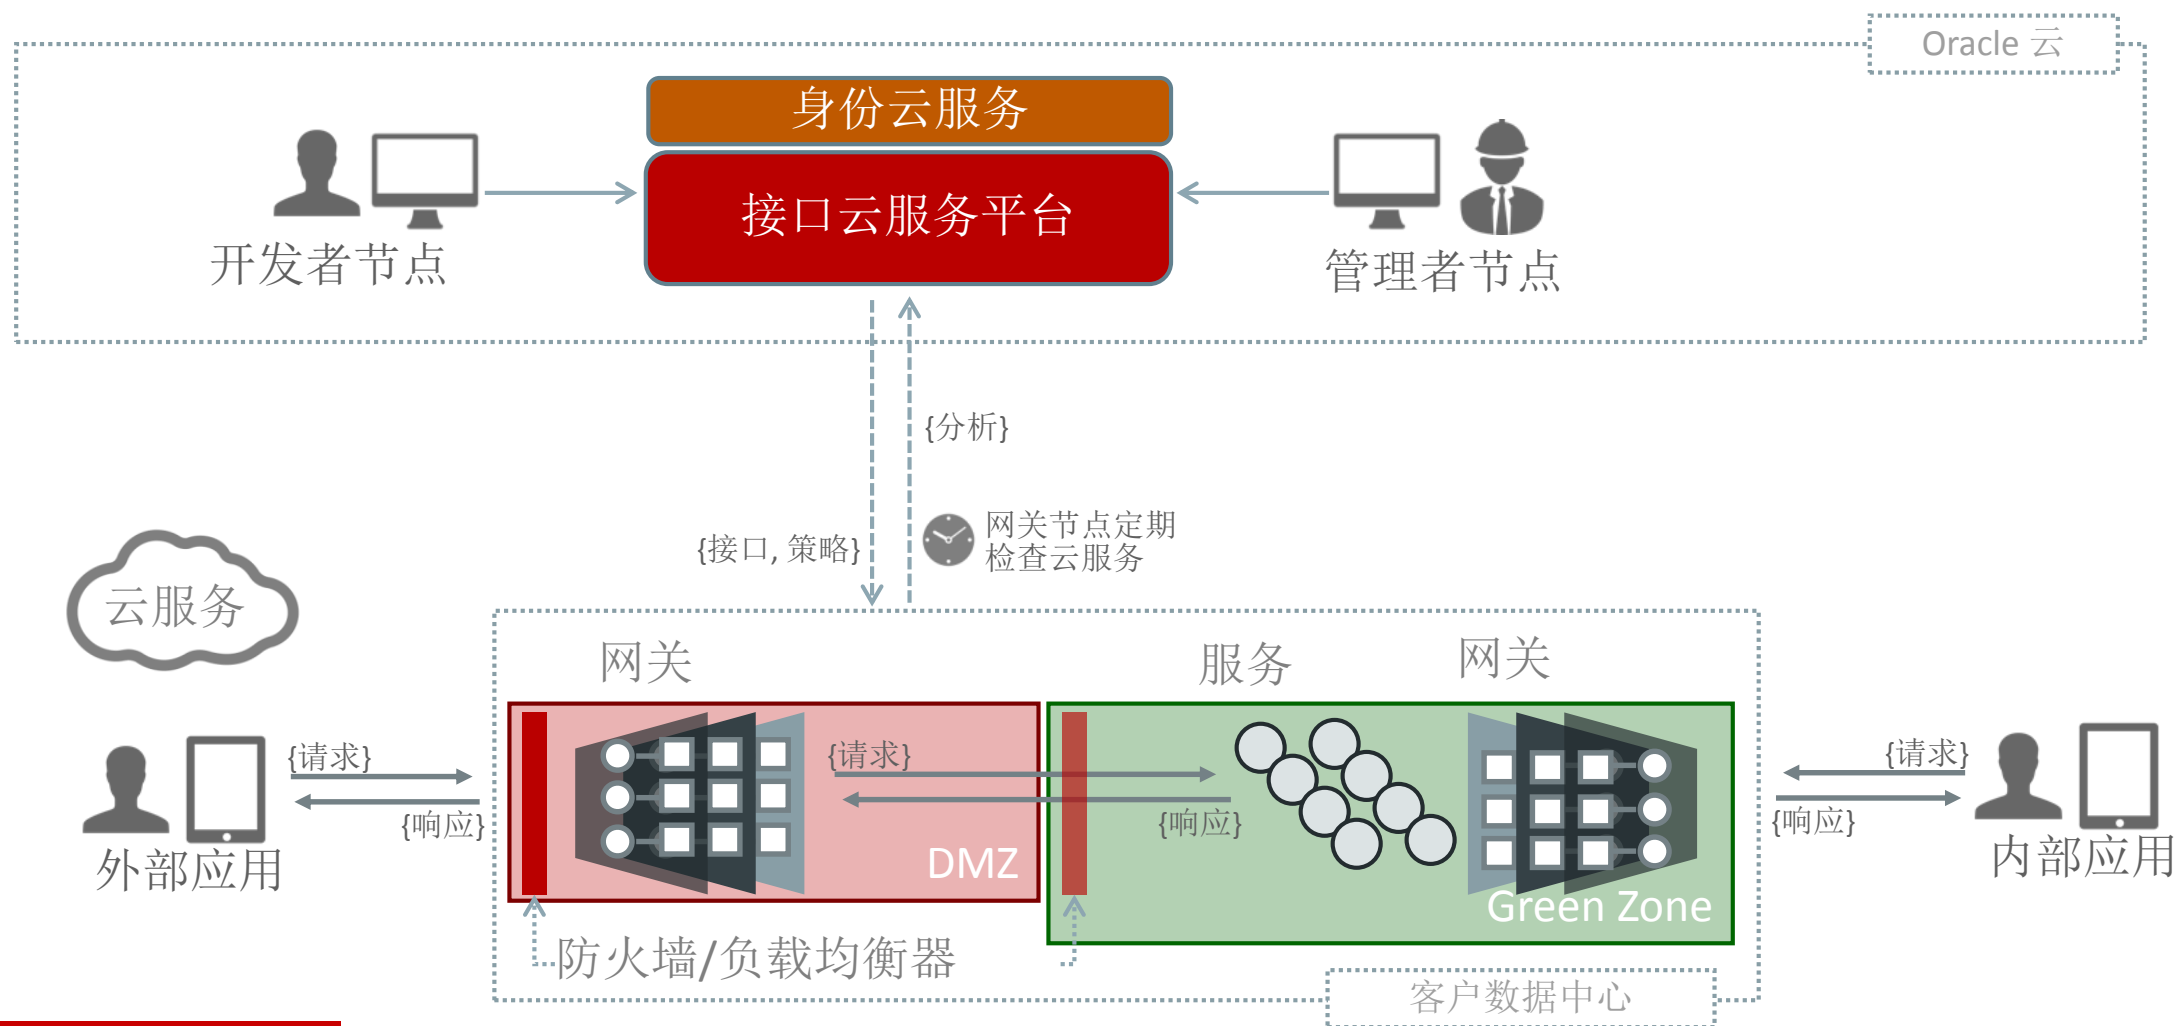 Oracle 云
身份云服务
接口云服务平台
开发者节点
管理者节点
{分析}
{接口, 策略}
网关节点定期
检查云服务
云服务
网关
服务
网关
{请求}
{响应}
外部应用
{请求}
{响应}
DMZ
Green Zone
{请求}
{响应}
内部应用
防火墙/负载均衡器
客户数据中心